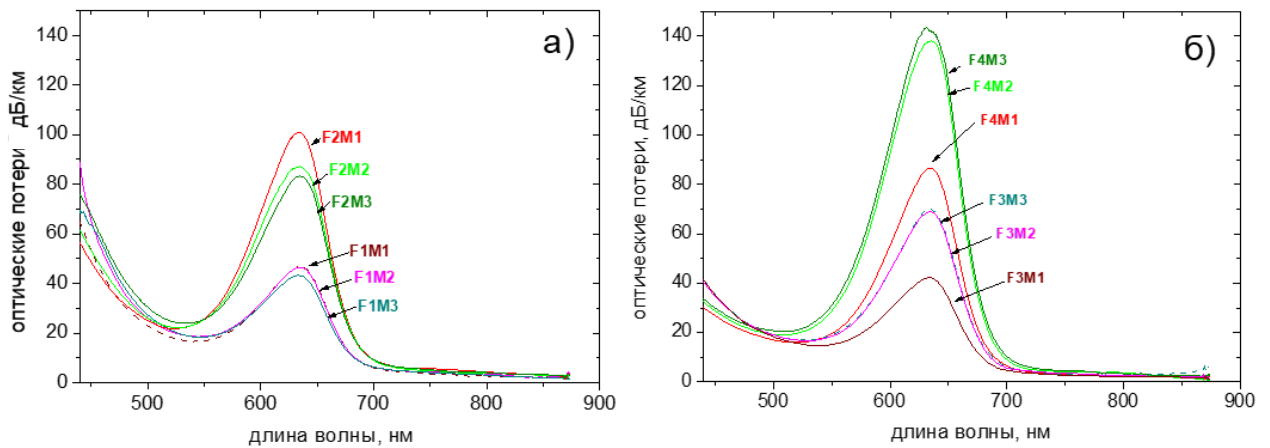 а)
140
120
100
80
60
40
20
0
оптические потери дБ/км
F2M1
F2M2
F2M3
F1M1
F1M2
F1M3
500 600 700 800 900
длина волны, нм
б)
140
120
100
80
60
40
20
0
оптические потери, дБ/км
F4M3
F4M2
F4M1
F3M3
F3M2
F3M1
500 600 700 800 900
длина волны, нм